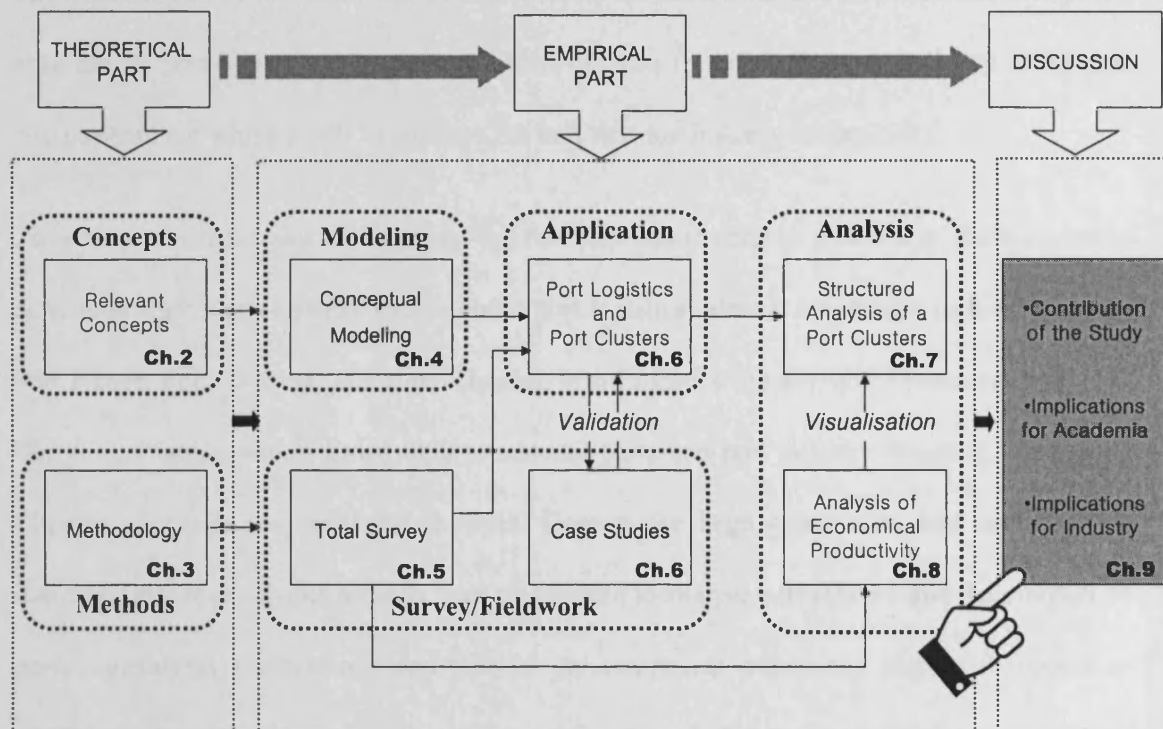 THEORETICAL
PART
EMPIRICAL
PART
DISCUSSION
Concepts
Relevant
Concepts
Ch.2
Methodology
Ch.3
Methods
Modeling
Conceptual
Modeling
Ch.4
Application
Port Logistics
and
Port Clusters
Ch.6
Validation
Total Survey
Ch.5
Case Studies
Ch.6
Survey/Fieldwork
Analysis
Structured
Analysis of a
Port Clusters
Ch.7
Visualisation
Analysis of
Economical
Productivity
Ch.8
•Contribution
of the Study
•Implications
for Academia
•Implications
for Industry
Ch.9